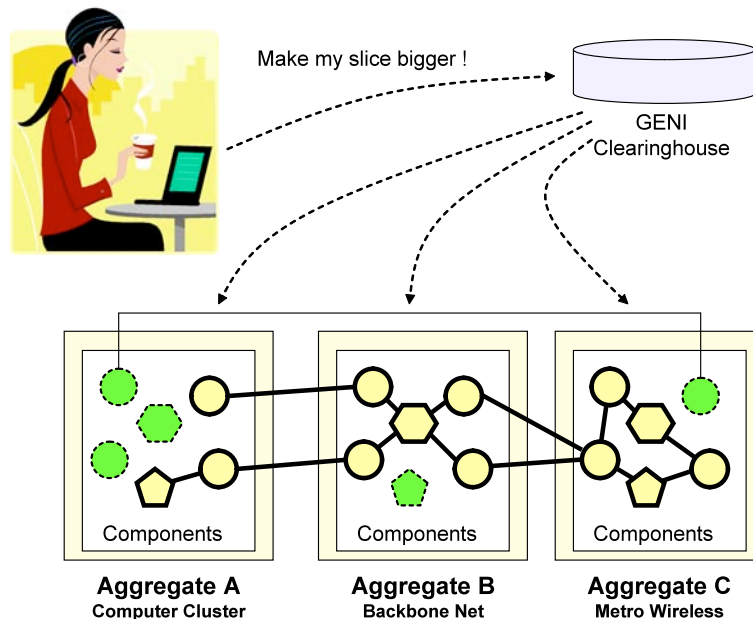 Make my slice bigger !
GENI
Clearinghouse
Components
Components
Components
Aggregate A
Computer Cluster
Aggregate B
Backbone Net
Aggregate C
Metro Wireless